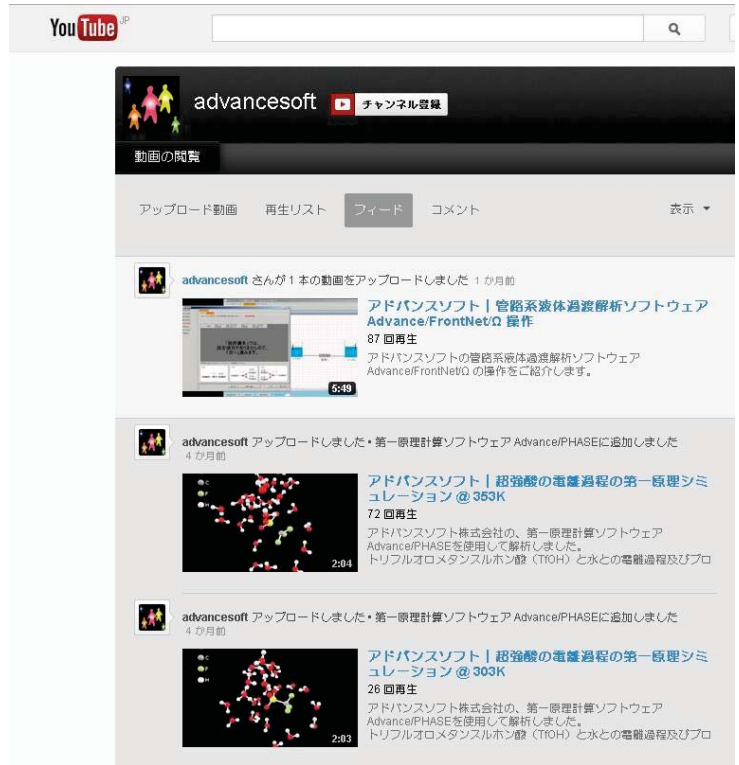 You Tube JP
advancesoft チャンネル登録
動画の閲覧
アップロード動画 再生リスト フィード コメント 表示
advancesoft さんが 1 本の動画をアップロードしました 1 か月前
アドバンスソフト | 管路系液体過渡解析ソフトウェア
Advance/FrontNet/Ω 操作
87 回再生
アドバンスソフトの管路系液体過渡解析ソフトウェア
Advance/FrontNet/Ω の操作をご紹介します。
5:49
advancesoft アップロードしました • 第一原理計算ソフトウェア Advance/PHASEに追加しました
4 か月前
アドバンスソフト | 超強酸の電離過程の第一原理シミ
ュレーション @ 353K
72 回再生
アドバンスソフト株式会社の、第一原理計算ソフトウェア
Advance/PHASEを使用して解析しました。
トリフルオロメタンスルホン酸（TfOH）と水との電離過程及びプロ
C
F
H
2:04
advancesoft アップロードしました • 第一原理計算ソフトウェア Advance/PHASEに追加しました
4 か月前
アドバンスソフト | 超強酸の電離過程の第一原理シミ
ュレーション @ 303K
26 回再生
アドバンスソフト株式会社の、第一原理計算ソフトウェア
Advance/PHASEを使用して解析しました。
トリフルオロメタンスルホン酸（TfOH）と水との電離過程及びプロ
C
F
H
2:03